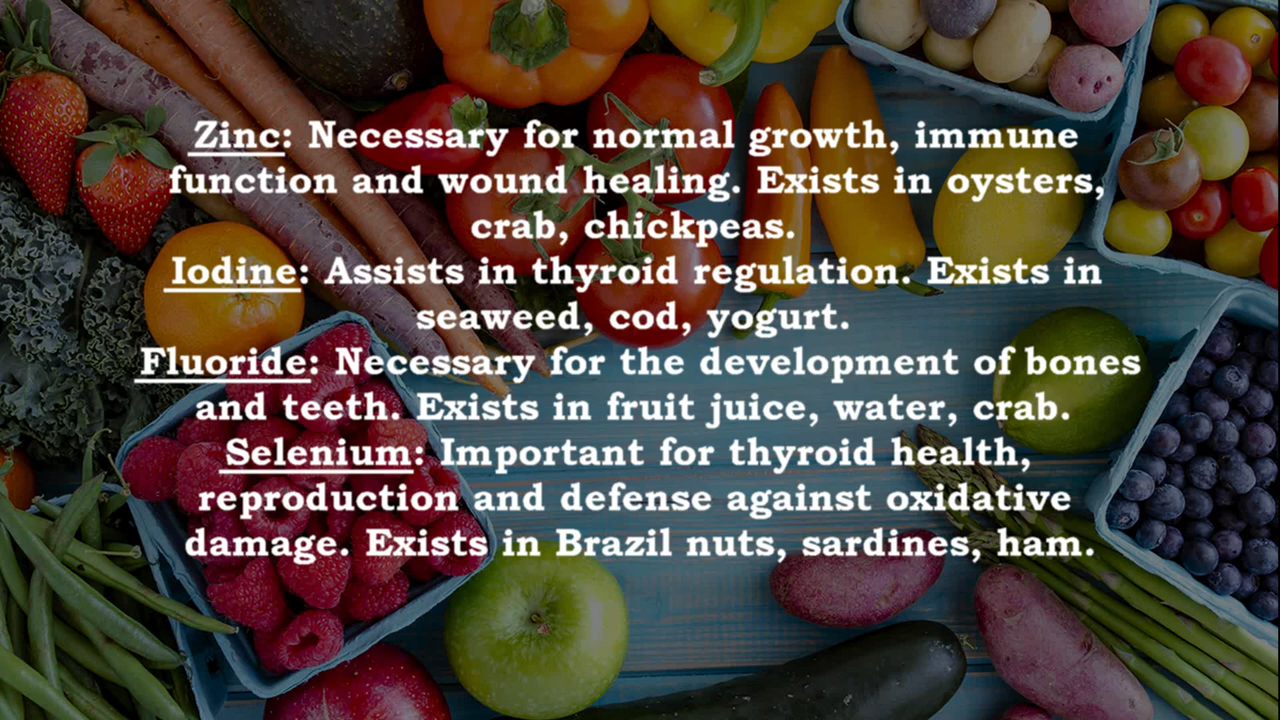 Zinc: Necessary for normal growth, immune
function and wound healing. Exists in oysters,
crab, chickpeas.
Iodine: Assists in thyroid regulation. Exists in
seaweed, cod, yogurt.
Fluoride: Necessary for the development of bones
and teeth. Exists in fruit juice, water, crab.
Selenium: Important for thyroid health,
reproduction and defense against oxidative
damage. Exists in Brazil nuts, sardines, ham.